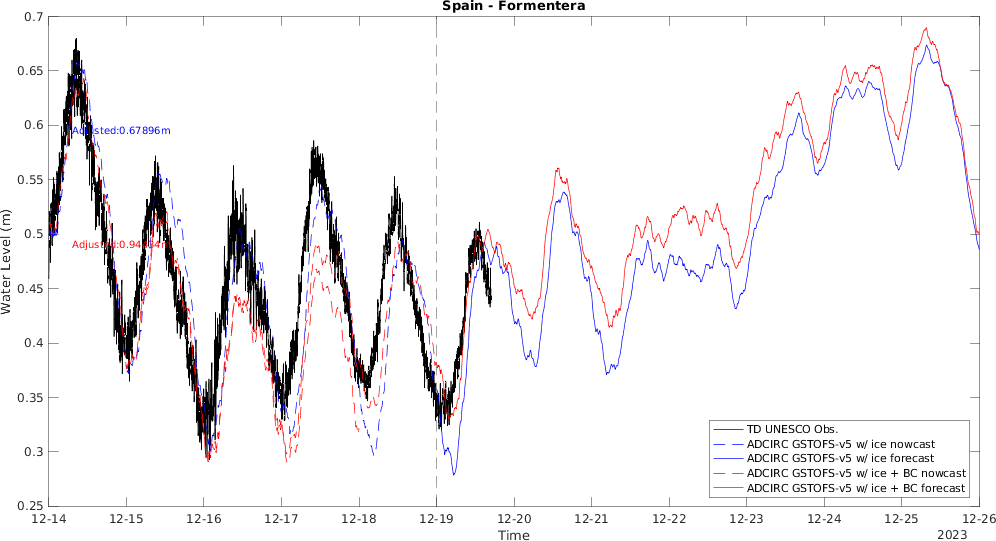 Spain - Formentera
0.7
0.65
0.6
0.55
0.5
0.45
0.4
0.35
0.3
0.25
Water Level (m)
Adjusted:0.67896m
TD UNESCO Obs.
ADCIRC GSTOFS-v5 w/ ice nowcast
ADCIRC GSTOFS-v5 w/ ice forecast
ADCIRC GSTOFS-v5 w/ ice + BC nowcast
ADCIRC GSTOFS-v5 w/ ice + BC forecast
12-14 12-15 12-16 12-17 12-18 12-19 12-20 12-21 12-22 12-23 12-24 12-25 12-26
Time
2023